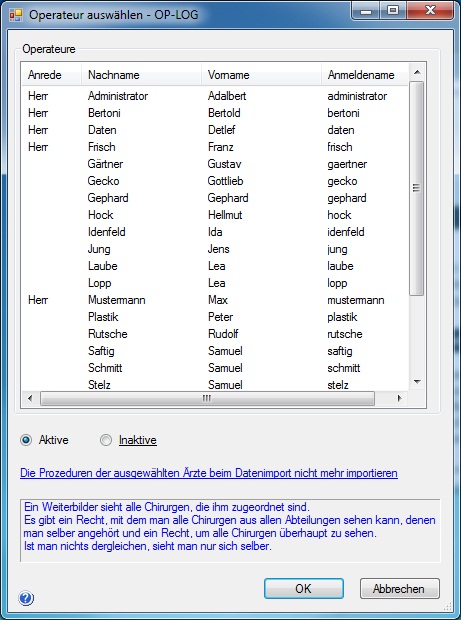 Operateur auswählen - OP-LOG
Operateure
Anrede Nachname Vorname Anmeldename
Herr Administrator Adalbert administrator
Herr Bertoni Bertold bertoni
Herr Daten Detlef daten
Herr Frisch Franz frisch
Gärtner Gustav gaertner
Gecko Gottlieb gecko
Gephard Gephard gephard
Hock Hellmut hock
Idenfeld Ida idenfeld
Jung Jens jung
Laube Lea laube
Lopp Lea lopp
Herr Mustermann Max mustermann
Plastik Peter plastik
Rutsche Rudolf rutsche
Saftig Samuel saftig
Schmitt Samuel schmitt
Stelz Samuel stelz
Aktive Inaktive
Die Prozeduren der ausgewählten Ärzte beim Datenimport nicht mehr importieren
Ein Weiterbilder sieht alle Chirurgen, die ihm zugeordnet sind.
Es gibt ein Recht, mit dem man alle Chirurgen aus allen Abteilungen sehen kann, denen
man selber angehört und ein Recht, um alle Chirurgen überhaupt zu sehen.
Ist man nichts dergleichen, sieht man nur sich selber.
OK Abbrechen